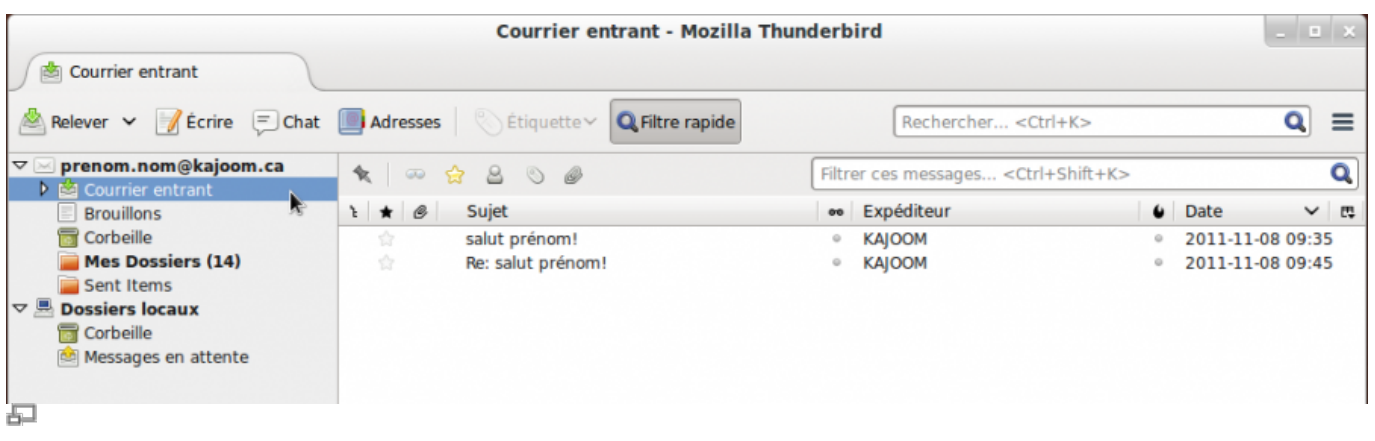 Courrier entrant - Mozilla Thunderbird
Courrier entrant
Relever Écrire Chat Adresses Étiquette Filtre rapide Rechercher... <Ctrl+K>
prenom.nom@kajoom.ca
Filtrer ces messages... <Ctrl+Shift+K>
Courrier entrant
Brouillons
Corbeille
Mes Dossiers (14)
Sent Items
Dossiers locaux
Corbeille
Messages en attente
Sujet Expéditeur Date
salut prénom! KAJOOM 2011-11-08 09:35
Re: salut prénom! KAJOOM 2011-11-08 09:45